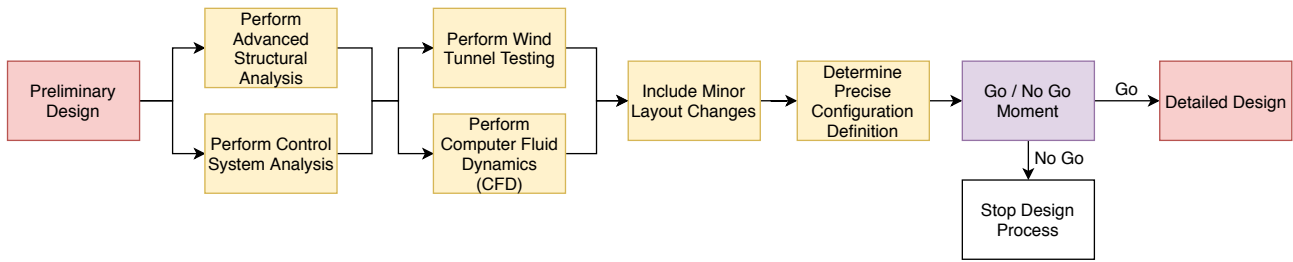 Preliminary
Design
Perform
Advanced
Structural
Analysis
Perform Control
System Analysis
Perform Wind
Tunnel Testing
Perform
Computer Fluid
Dynamics
(CFD)
Include Minor
Layout Changes
Determine
Precise
Configuration
Definition
Go / No Go
Moment
Go
No Go
Detailed Design
Stop Design
Process